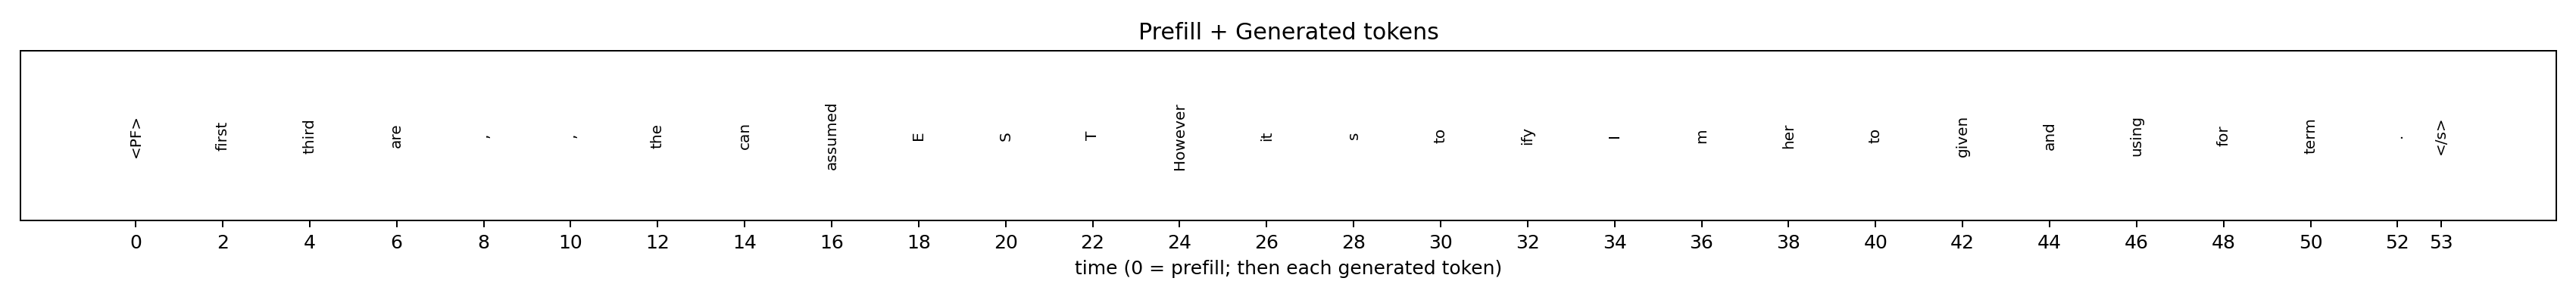 Prefill + Generated tokens
<PF> first third are , , the can assumed E S T However it s to ify I m her to given and using for term . </s>
0 2 4 6 8 10 12 14 16 18 20 22 24 26 28 30 32 34 36 38 40 42 44 46 48 50 52 53
time (0 = prefill; then each generated token)